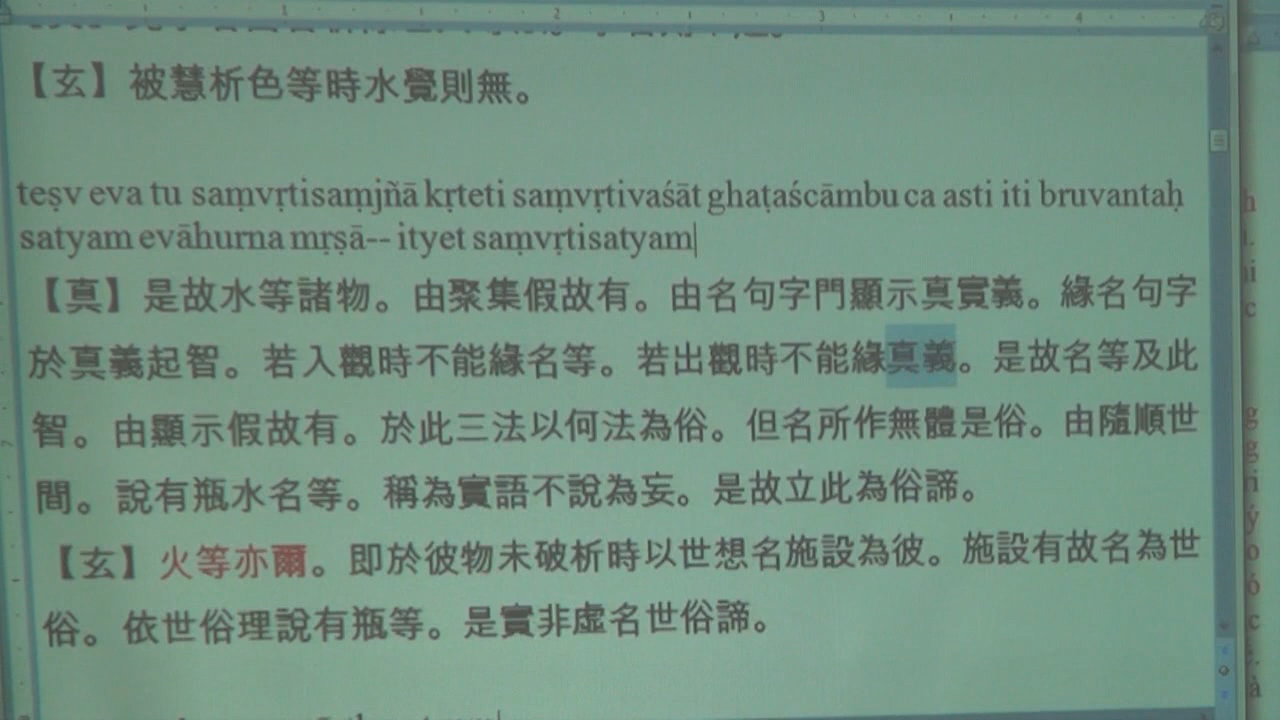 【玄】被慧析色等時水覺則無。
teṣv eva tu saṃvṛtisaṃjñā kṛteti saṃvṛtivaśāt ghaṭaścāmbu ca asti iti bruvantaḥ
satyam evāhurna mṛṣā-- ityet saṃvṛtisatyam
【真】是故水等諸物。由聚集假故有。由名句字門顯示真實義。緣名句字
於真義起智。若入觀時不能緣名等。若出觀時不能緣真義。是故名等及此
智。由顯示假故有。於此三法以何法為俗。但名所作無體是俗。由隨順世
間。說有瓶水名等。稱為實語不說為妄。是故立此為俗諦。
【玄】火等亦爾。即於彼物未破析時以世想名施設為彼。施設有故名為世
俗。依世俗理說有瓶等。是實非虛名世俗諦。